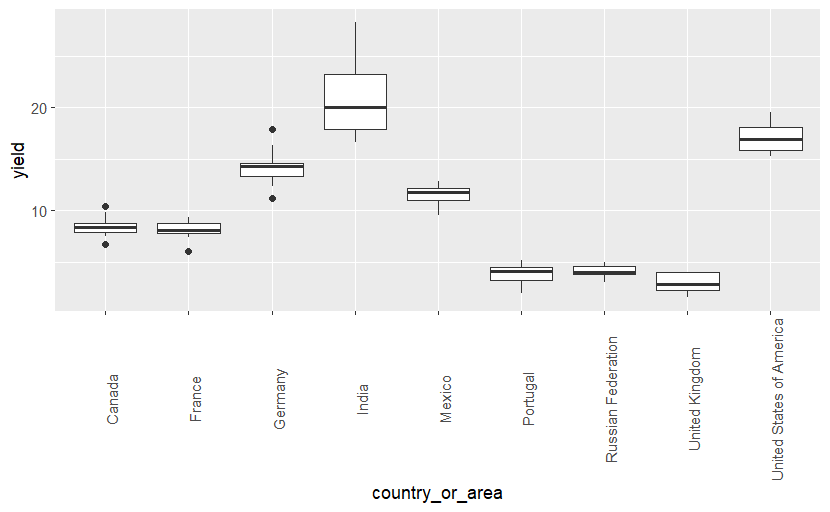 yield
20
10
Canada
France
Germany
India
Mexico
Portugal
Russian Federation
United Kingdom
United States of America
country_or_area